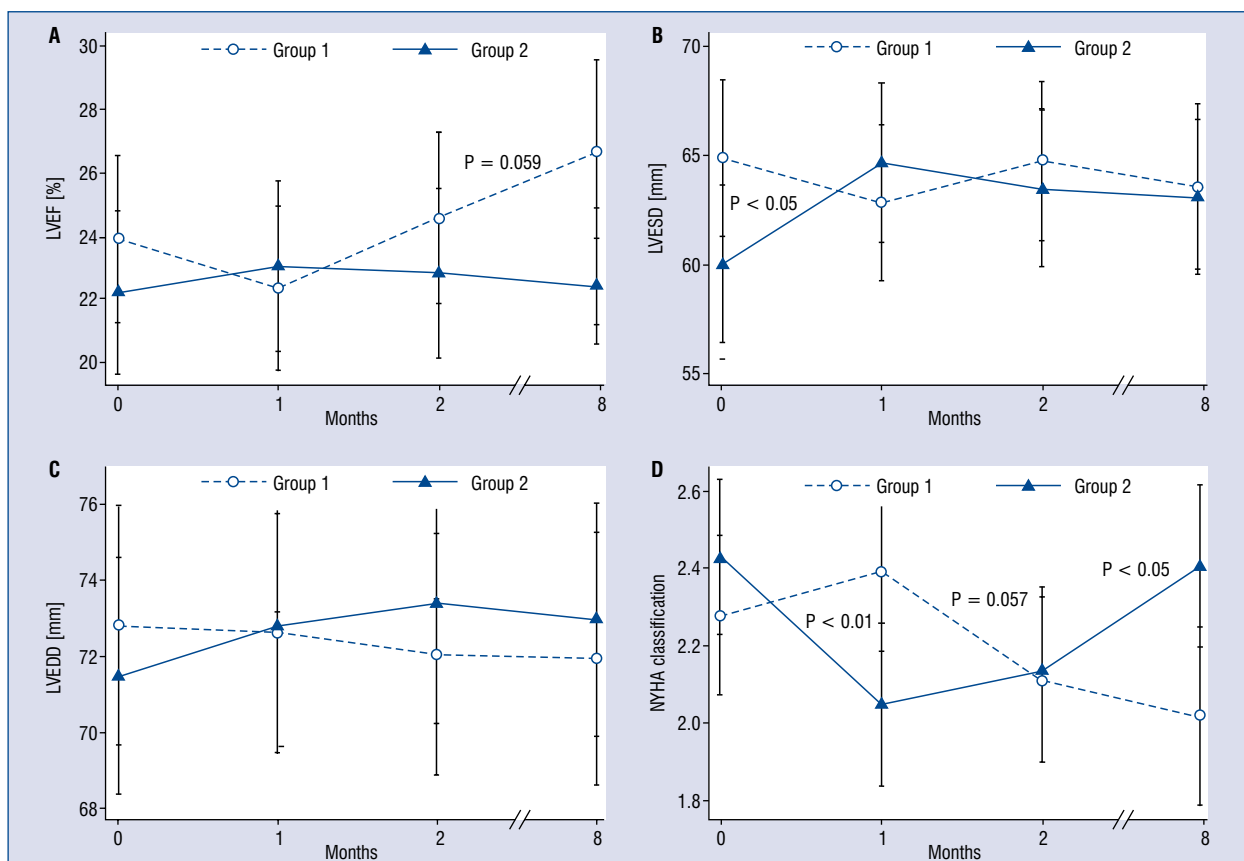 A
Group 1
Group 2
LVEF [%]
30
28
26
24
22
20
P = 0.059
0
1
2
8
Months
B
Group 1
Group 2
LVESD [mm]
70
65
60
55
P < 0.05
0
1
2
8
Months
C
Group 1
Group 2
LVEDD [mm]
76
74
72
70
68
0
1
2
8
Months
D
Group 1
Group 2
NYHA classification
2.6
2.4
2.2
2.0
1.8
P < 0.01
P = 0.057
P < 0.05
0
1
2
8
Months